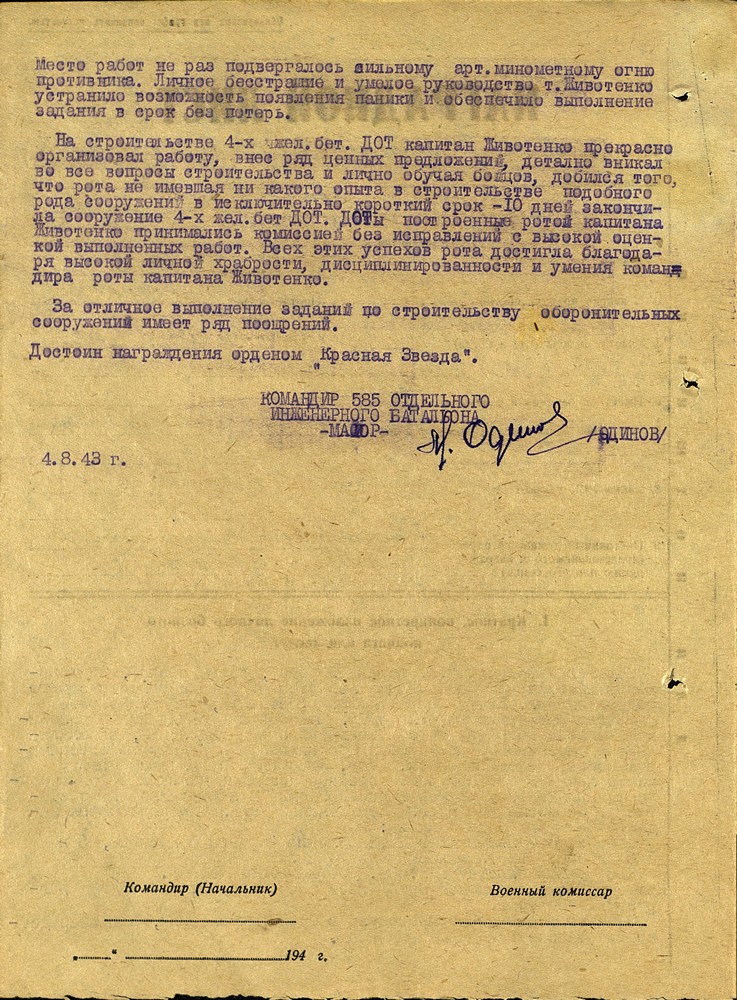 Место работ не раз подвергалось сильному арт.минометному огню
противника. Личное бесстрашие и умелое руководство т.Животенко
устранило возможность появления паники и обеспечило выполнение
задания в срок без потерь.
На строительстве 4-х жел.бет. ДОТ капитан Животенко прекрасно
организовал работу, внес ряд ценных предложений, детально вникал
во все вопросы строительства и лично обучая бойцов, добился того,
что рота не имевшая ни какого опыта в строительстве подобного
рода сооружений в исключительно короткий срок -10 дней закончи-
ла сооружение 4-х жел.бет ДОТ. ДОТы построенные ротой капитана
Животенко принимались комиссией без исправлений с высокой оцен-
кой выполненных работ. Всех этих успехов рота достигла благода-
ря высокой личной храбрости, дисциплинированности и умения коман
дира роты капитана Животенко.
За отличное выполнение заданий по строительству оборонительных
сооружений имеет ряд поощрений.
Достоин награждения орденом "Красная Звезда".
КОМАНДИР 585 ОТДЕЛЬНОГО
ИНЖЕНЕРНОГО БАТАЛЬОНА
-МАЙОР- /ОДИНОВ/
4.8.43 г.
Командир (Начальник)
Военный комиссар
" 194 г.